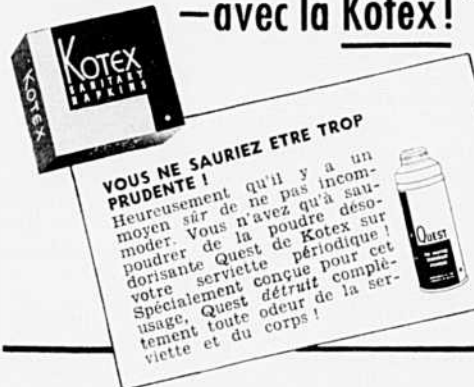 —avec la Kotex!
KOTEX
SANITARY
NAPKINS
KOTEX
VOUS NE SAURIEZ ETRE TROP
PRUDENTE !
Heureusement qu'il y a un
moyen sûr de ne pas incom-
moder. Vous n'avez qu'à sau-
poudrer de la poudre déso-
dorisante Quest de Kotex sur
votre serviette périodique !
Spécialement conçue pour cet
usage, Quest détruit complè-
tement toute odeur de la ser-
viette et du corps !
QUEST